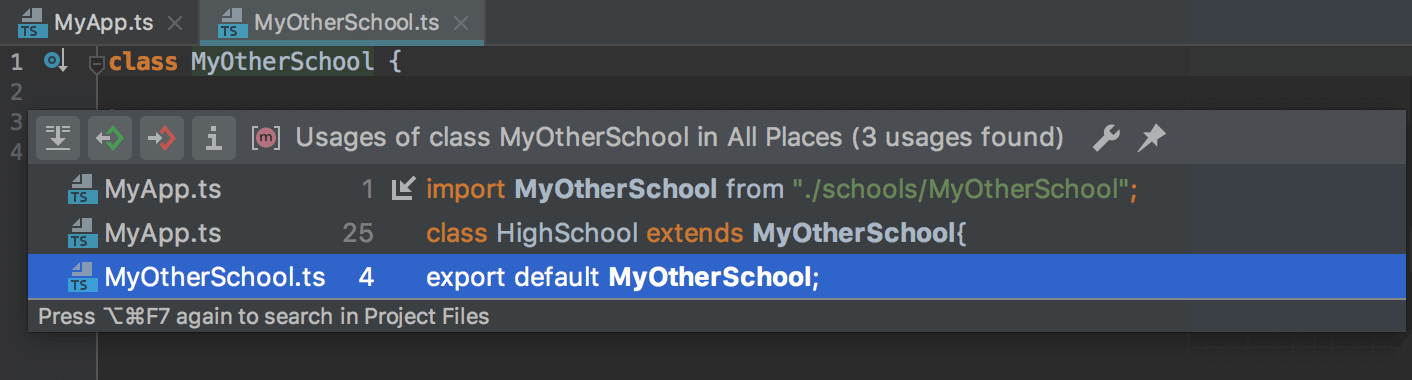 MyApp.ts MyOtherSchool.ts
1 class MyOtherSchool {
2
3
4
Usages of class MyOtherSchool in All Places (3 usages found)
MyApp.ts 1 import MyOtherSchool from "./schools/MyOtherSchool";
MyApp.ts 25 class HighSchool extends MyOtherSchool{
MyOtherSchool.ts 4 export default MyOtherSchool;
Press ⌥⌘F7 again to search in Project Files